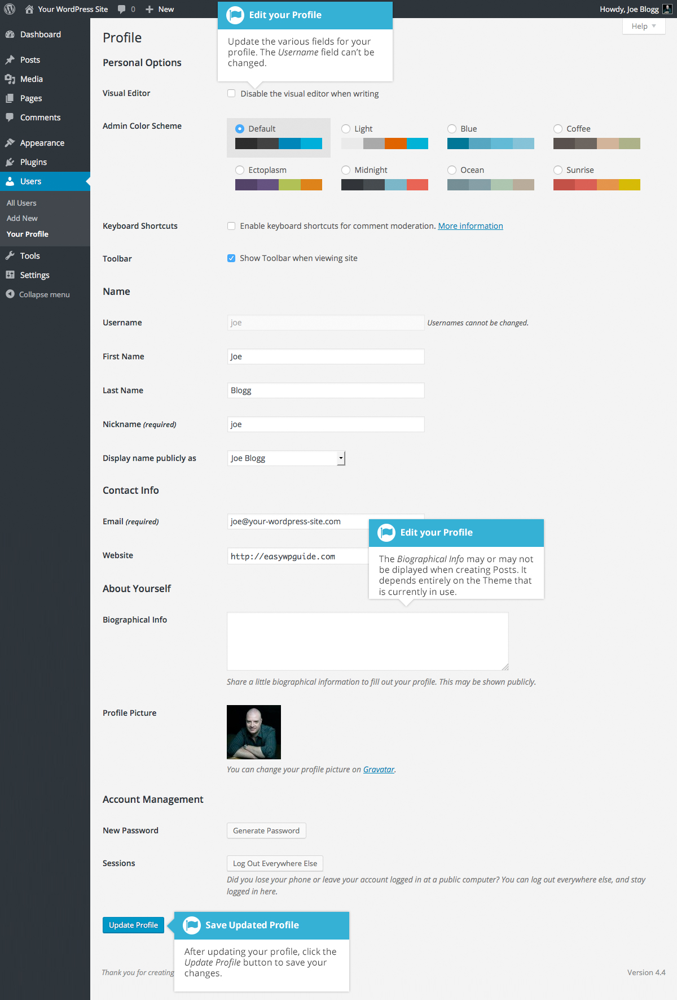 Your WordPress Site 0 New Howdy, Joe Blogg
Help
Edit your Profile
Update the various fields for your
profile. The Username field can't be
changed.
Dashboard
Posts
Media
Pages
Comments
Appearance
Plugins
Users
All Users
Add New
Your Profile
Tools
Settings
Collapse menu
Profile
Personal Options
Visual Editor Disable the visual editor when writing
Admin Color Scheme Default Light Blue Coffee
Ectoplasm Midnight Ocean Sunrise
Keyboard Shortcuts Enable keyboard shortcuts for comment moderation. More information
Toolbar Show Toolbar when viewing site
Name
Username joe Usernames cannot be changed.
First Name Joe
Last Name Blogg
Nickname (required) joe
Display name publicly as Joe Blogg
Contact Info
Email (required) joe@your-wordpress-site.com
Website http://easywpguide.com
Edit your Profile
The Biographical Info may or may not
be diplayed when creating Posts. It
depends entirely on the Theme that
is currently in use.
About Yourself
Biographical Info
Share a little biographical information to fill out your profile. This may be shown publicly.
Profile Picture
You can change your profile picture on Gravatar.
Account Management
New Password Generate Password
Sessions Log Out Everywhere Else
Did you lose your phone or leave your account logged in at a public computer? You can log out everywhere else, and stay
logged in here.
Update Profile
Save Updated Profile
After updating your profile, click the
Update Profile button to save your
changes.
Thank you for creating Version 4.4